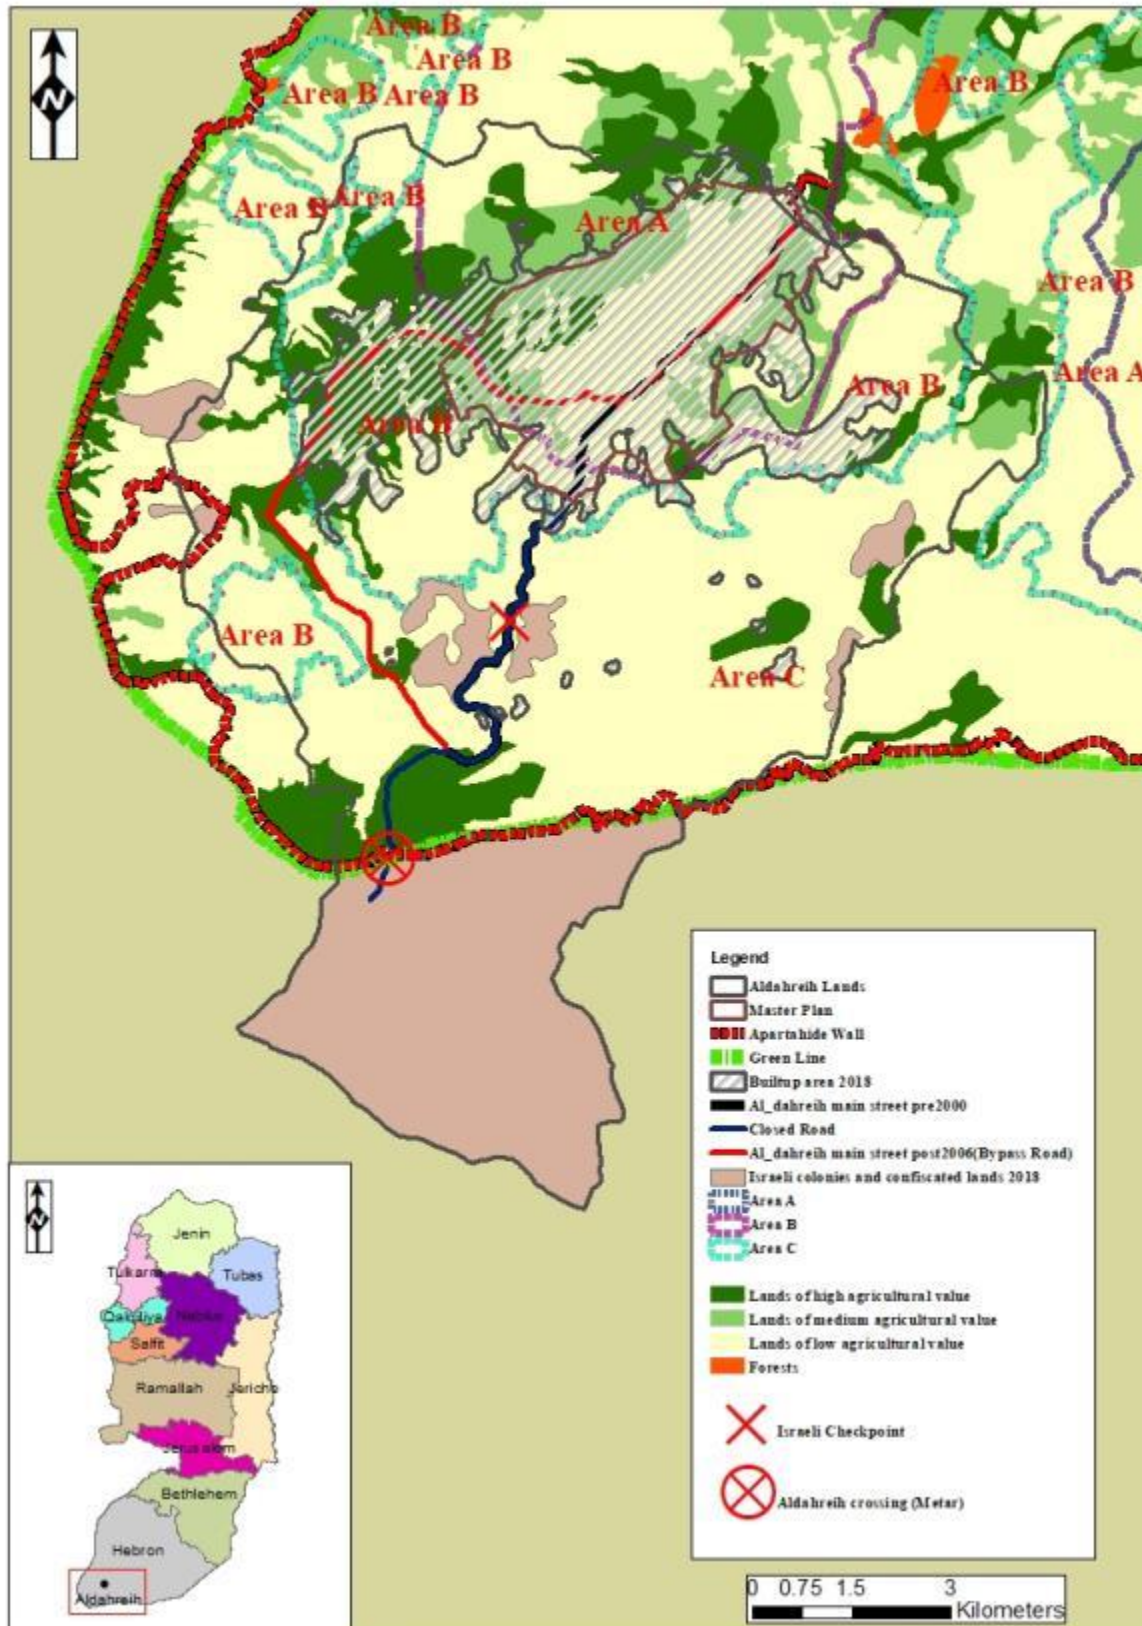 N
Area B
Area B
Area B
Area B
Area B
Area B
Area B
Area A
Area B
Area A
Area B
Area B
Area B
Area C
Legend
Aldahreih Lands
Master Plan
Apartahide Wall
Green Line
Builtup area 2018
Al_dahreih main street pre2000
Closed Road
Al_dahreih main street post2006(Bypass Road)
Israeli colonies and confiscated lands 2018
Area A
Area B
Area C
Lands of high agricultural value
Lands of medium agricultural value
Lands of low agricultural value
Forests
Israeli Checkpoint
Aldahreih crossing (Metar)
N
Jenin
Tulkarm
Tubas
Qalqiliya
Nablus
Salfit
Ramallah
Jericho
Jerusalem
Bethlehem
Hebron
Aldahreih
0 0.75 1.5 3
Kilometers